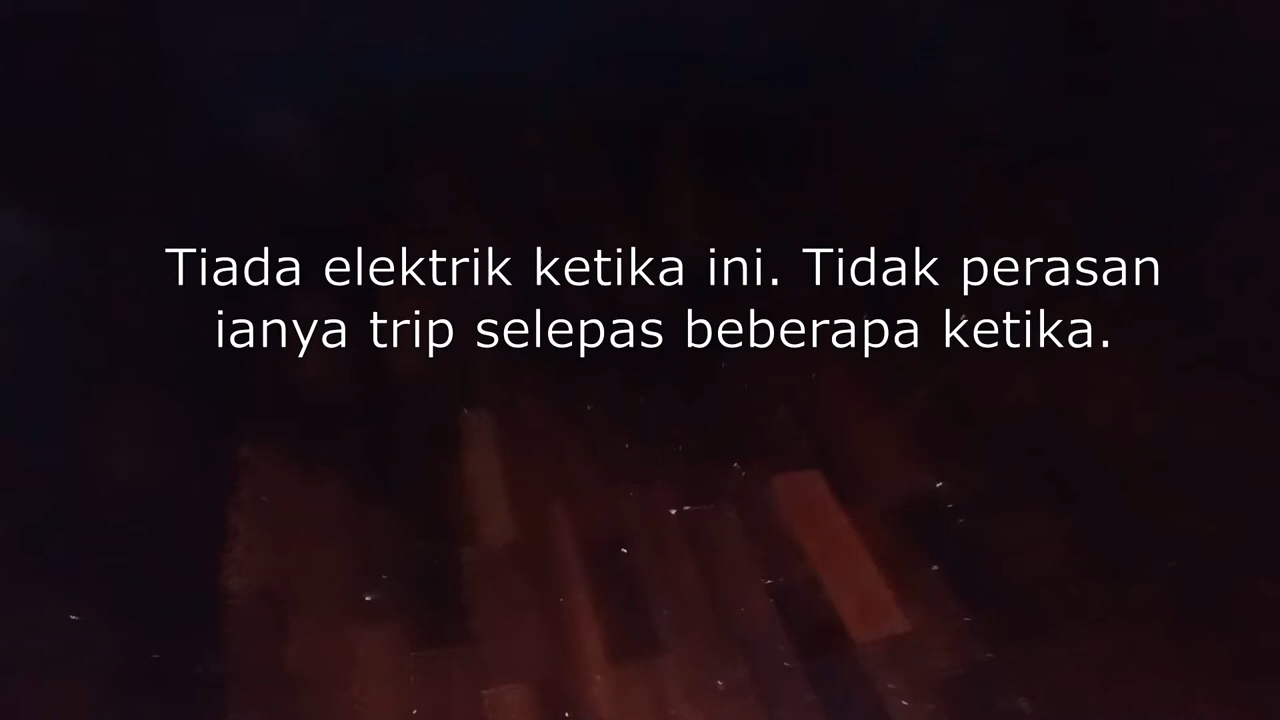 Tiada elektrik ketika ini. Tidak perasan
ianya trip selepas beberapa ketika.